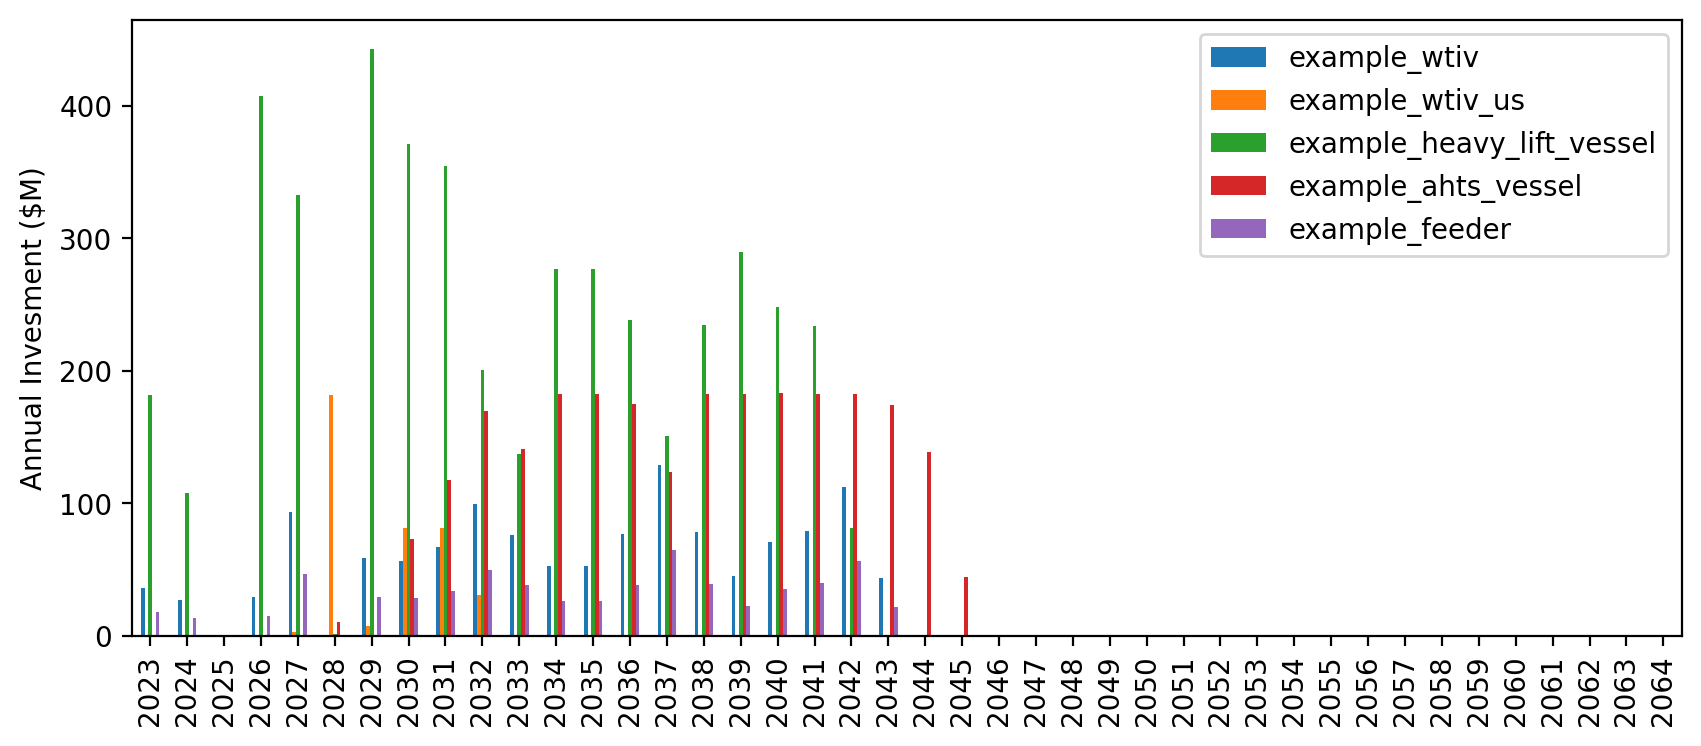 example_wtiv
example_wtiv_us
example_heavy_lift_vessel
example_ahts_vessel
example_feeder
Annual Invesment ($M)
400
300
200
100
0
2023 2024 2025 2026 2027 2028 2029 2030 2031 2032 2033 2034 2035 2036 2037 2038 2039 2040 2041 2042 2043 2044 2045 2046 2047 2048 2049 2050 2051 2052 2053 2054 2055 2056 2057 2058 2059 2060 2061 2062 2063 2064